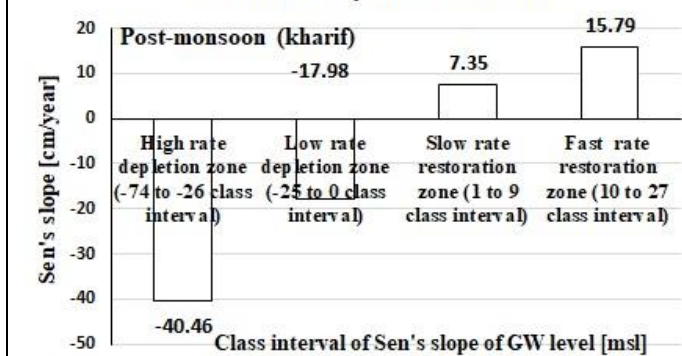 20
10
0
-10
-20
-30
-40
-50
Sen's slope [cm/year]
Post-monsoon (kharif)
-17.98
7.35
15.79
High rate
depletion zone
(-74 to -26 class
interval)
Low rate
depletion zone
(-25 to 0 class
interval)
Slow rate
restoration
zone (1 to 9
class interval)
Fast rate
restoration
zone (10 to 27
class interval)
-40.46
Class interval of Sen's slope of GW level [msl]